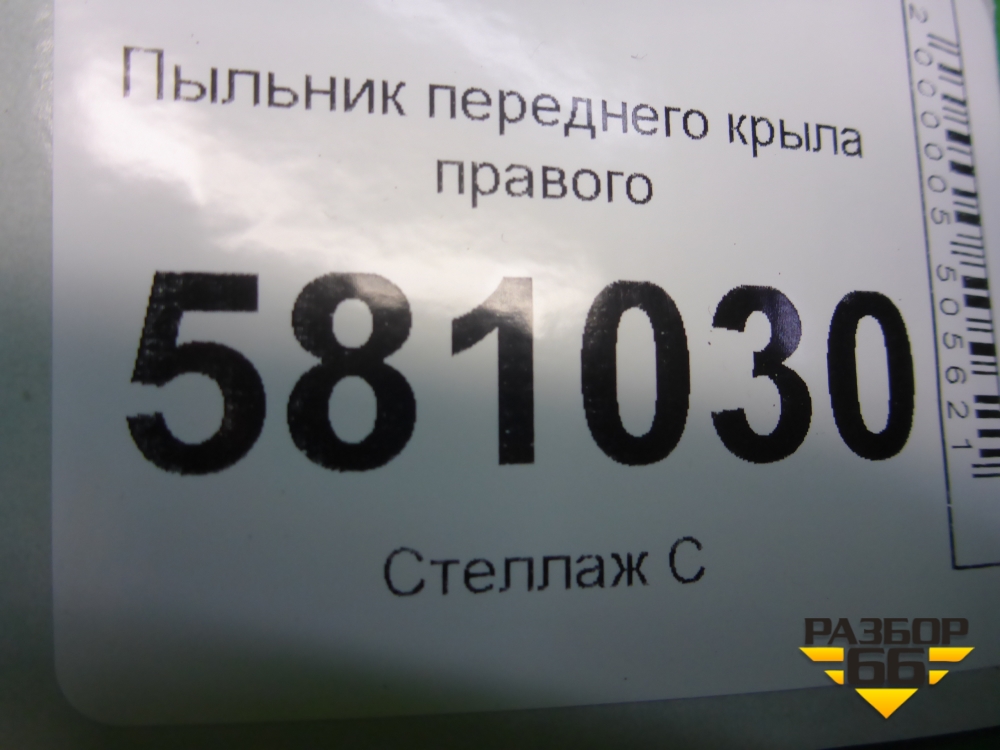 Пыльник переднего крыла
правого
581030
Стеллаж С
2000005505621
РАЗБОР
66